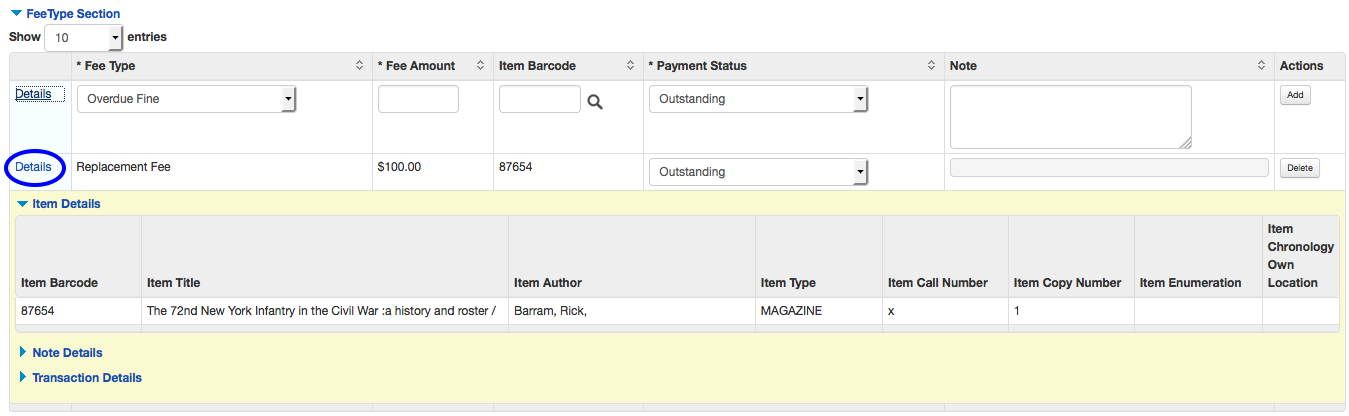 FeeType Section
Show 10 entries
* Fee Type * Fee Amount Item Barcode * Payment Status Note Actions
Details Overdue Fine Outstanding Add
Details Replacement Fee $100.00 87654 Outstanding Delete
Item Details
Item Barcode Item Title Item Author Item Type Item Call Number Item Copy Number Item Enumeration Item Chronology Own Location
87654 The 72nd New York Infantry in the Civil War :a history and roster / Barram, Rick, MAGAZINE x 1
Note Details
Transaction Details